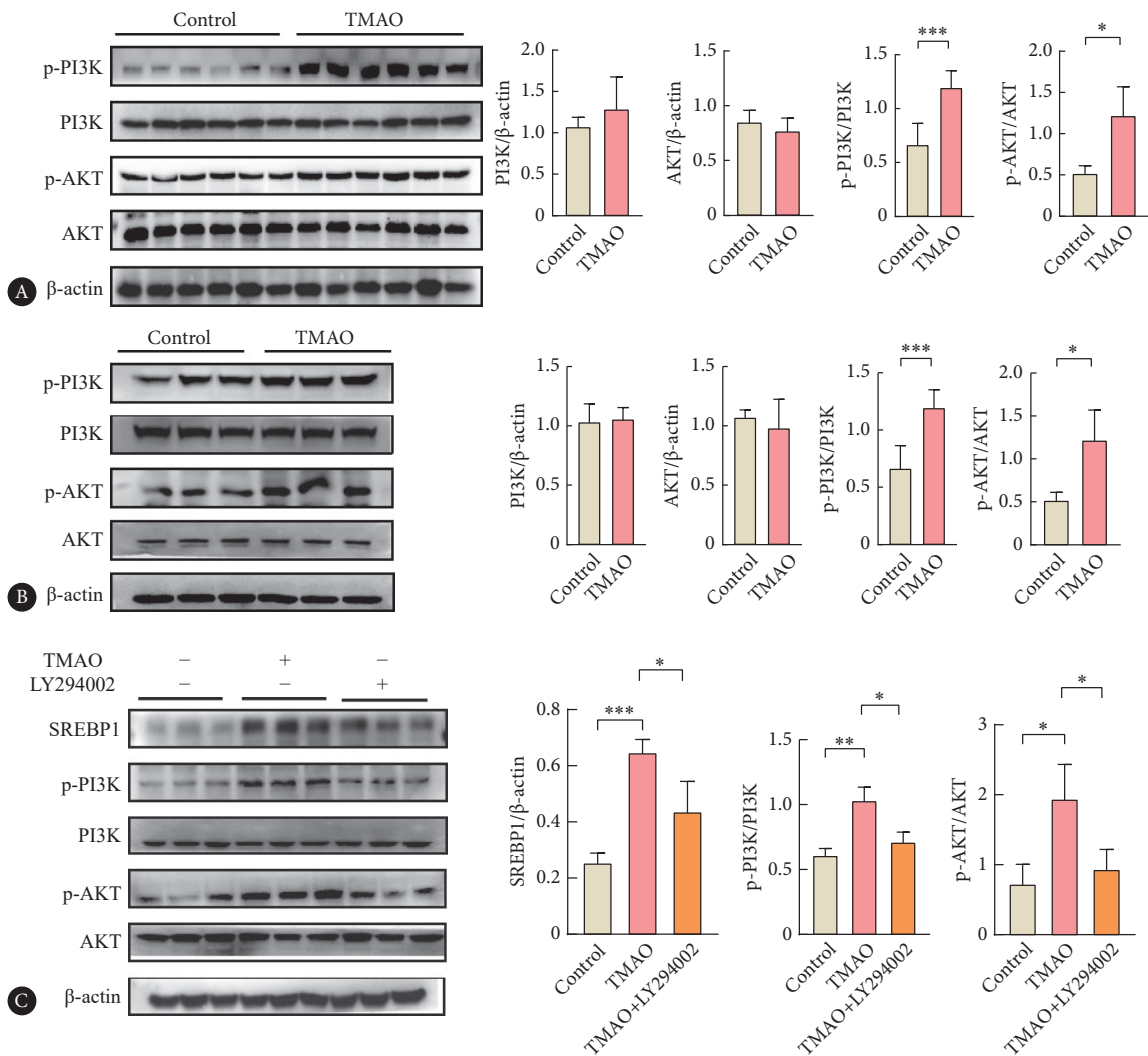 Control TMAO
p-PI3K
PI3K
p-AKT
AKT
A β-actin
PI3K/β-actin
2.0
1.5
1.0
0.5
0
Control
TMAO
AKT/β-actin
1.5
1.0
0.5
0
Control
TMAO
p-PI3K/PI3K
***
1.5
1.0
0.5
0
Control
TMAO
p-AKT/AKT
*
2.0
1.5
1.0
0.5
0
Control
TMAO
Control TMAO
p-PI3K
PI3K
p-AKT
AKT
B β-actin
PI3K/β-actin
1.5
1.0
0.5
0
Control
TMAO
AKT/β-actin
1.5
1.0
0.5
0
Control
TMAO
p-PI3K/PI3K
***
1.5
1.0
0.5
0
Control
TMAO
p-AKT/AKT
*
2.0
1.5
1.0
0.5
0
Control
TMAO
TMAO − + −
LY294002 − − +
SREBP1
p-PI3K
PI3K
p-AKT
AKT
C β-actin
SREBP1/β-actin
*
***
0.8
0.6
0.4
0.2
0
Control
TMAO
TMAO+LY294002
p-PI3K/PI3K
*
**
1.5
1.0
0.5
0
Control
TMAO
TMAO+LY294002
p-AKT/AKT
*
*
3
2
1
0
Control
TMAO
TMAO+LY294002